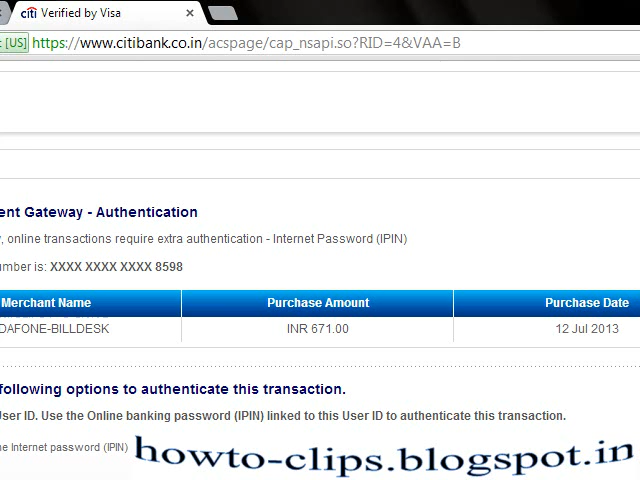 citi Verified by Visa ×
[US] https://www.citibank.co.in/acspage/cap_nsapi.so?RID=4&VAA=B
ent Gateway - Authentication
, online transactions require extra authentication - Internet Password (IPIN)
umber is: XXXX XXXX XXXX 8598
Merchant Name Purchase Amount Purchase Date
DAFONE-BILLDESK INR 671.00 12 Jul 2013
following options to authenticate this transaction.
User ID. Use the Online banking password (IPIN) linked to this User ID to authenticate this transaction.
ne Internet password (IPIN)
howto-clips.blogspot.in